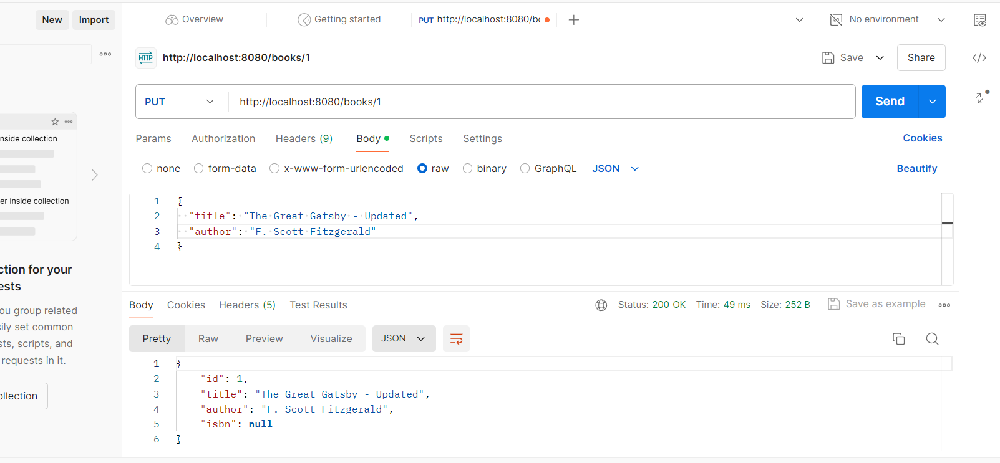 New Import Overview Getting started PUT http://localhost:8080/bo No environment
HTTP http://localhost:8080/books/1 Save Share
PUT http://localhost:8080/books/1 Send
Params Authorization Headers (9) Body Scripts Settings Cookies
none form-data x-www-form-urlencoded raw binary GraphQL JSON Beautify
1 {
2 "title": "The Great Gatsby - Updated",
3 "author": "F. Scott Fitzgerald"
4 }
nside collection
er inside collection
ction for your
ests
ou group related
ily set common
sts, scripts, and
requests in it.
ollection
Body Cookies Headers (5) Test Results Status: 200 OK Time: 49 ms Size: 252 B Save as example
Pretty Raw Preview Visualize JSON
1 {
2 "id": 1,
3 "title": "The Great Gatsby - Updated",
4 "author": "F. Scott Fitzgerald",
5 "isbn": null
6 }